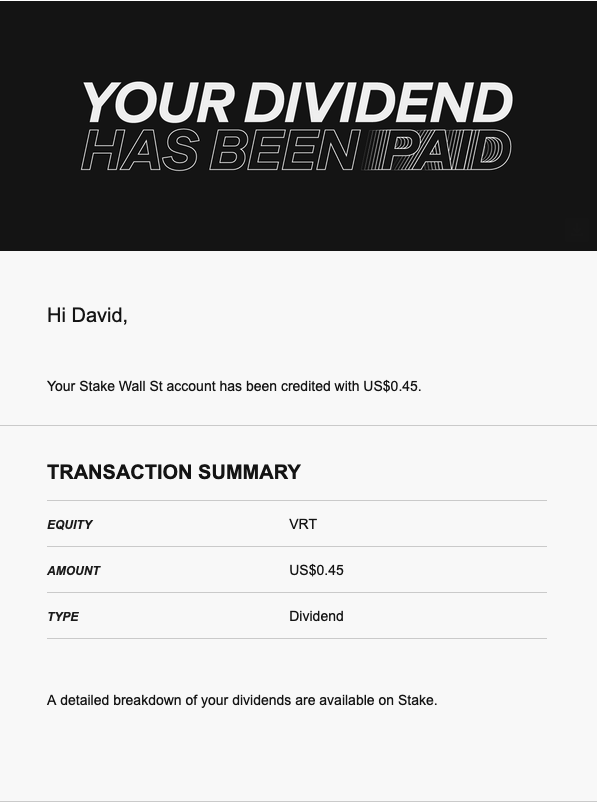 YOUR DIVIDEND
HAS BEEN PAID
Hi David,
Your Stake Wall St account has been credited with US$0.45.
TRANSACTION SUMMARY
EQUITY VRT
AMOUNT US$0.45
TYPE Dividend
A detailed breakdown of your dividends are available on Stake.